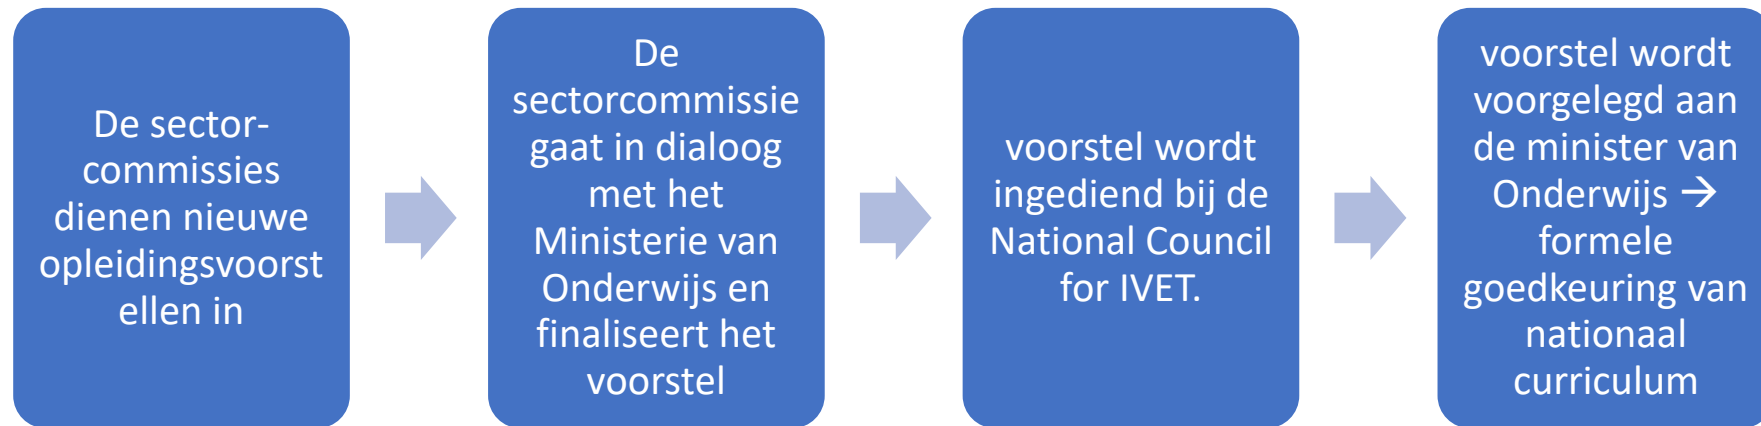 De sector-
commissies
dienen nieuwe
opleidingsvoorst
ellen in
De
sectorcommissie
gaat in dialoog
met het
Ministerie van
Onderwijs en
finaliseert het
voorstel
voorstel wordt
ingediend bij de
National Council
for IVET.
voorstel wordt
voorgelegd aan
de minister van
Onderwijs →
formele
goedkeuring van
nationaal
curriculum